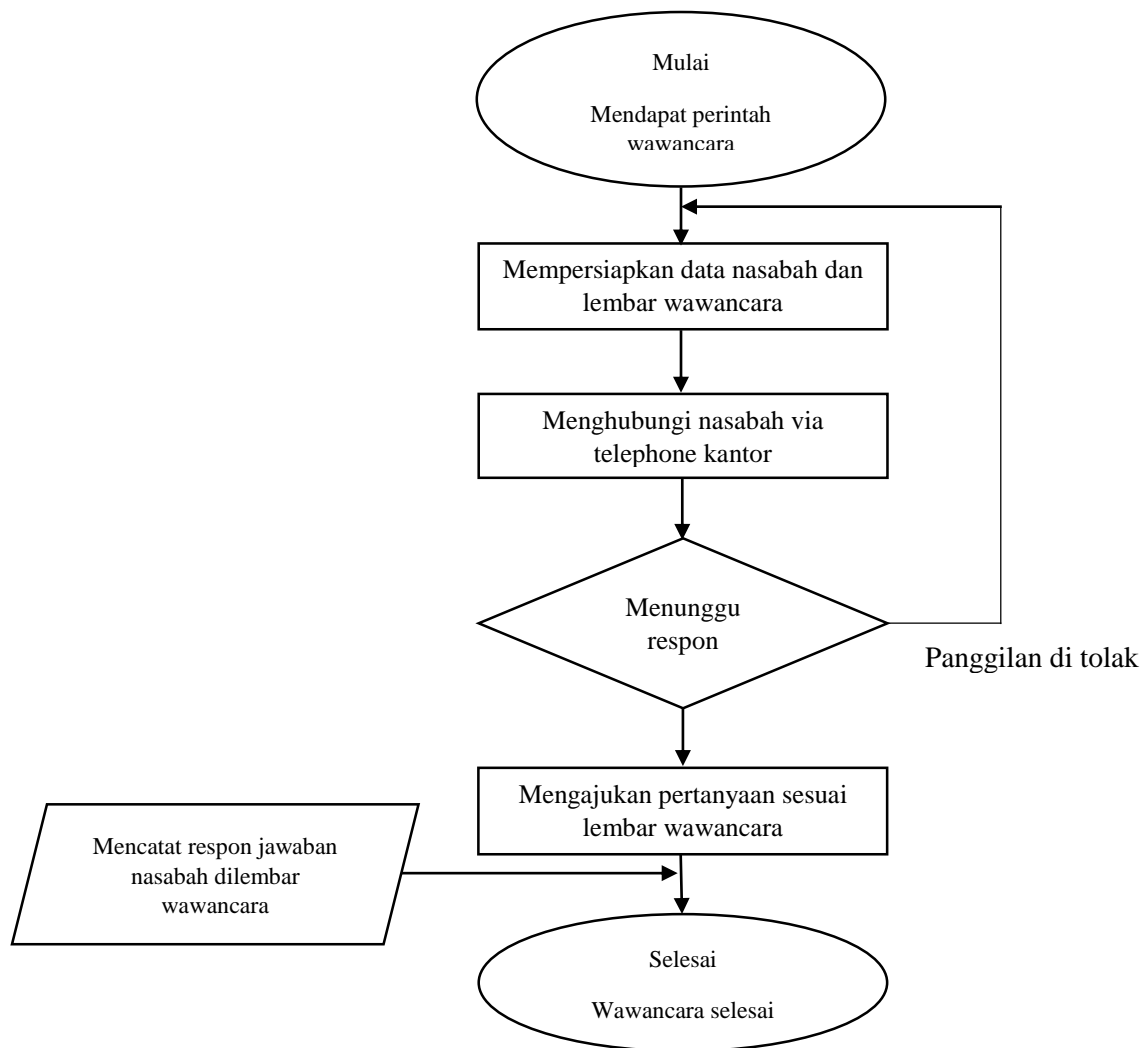 Mulai
Mendapat perintah
wawancara
Mempersiapkan data nasabah dan
lembar wawancara
Menghubungi nasabah via
telephone kantor
Menunggu
respon
Panggilan di tolak
Mengajukan pertanyaan sesuai
lembar wawancara
Mencatat respon jawaban
nasabah dilembar
wawancara
Selesai
Wawancara selesai